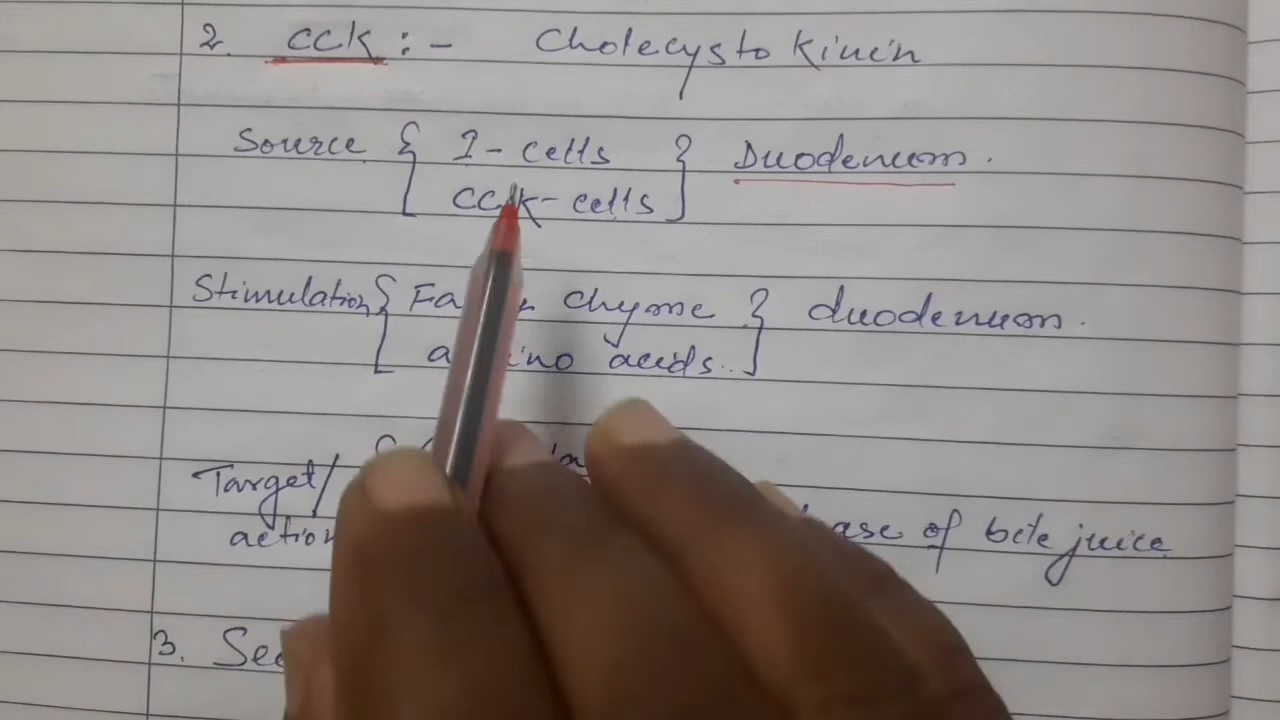 2. CCK :- Cholecystokinin
Source { I-cells } Duodenum.
CCK-cells
Stimulation { chyme } duodenum.
acids..
Target/
action of bile juice
3.